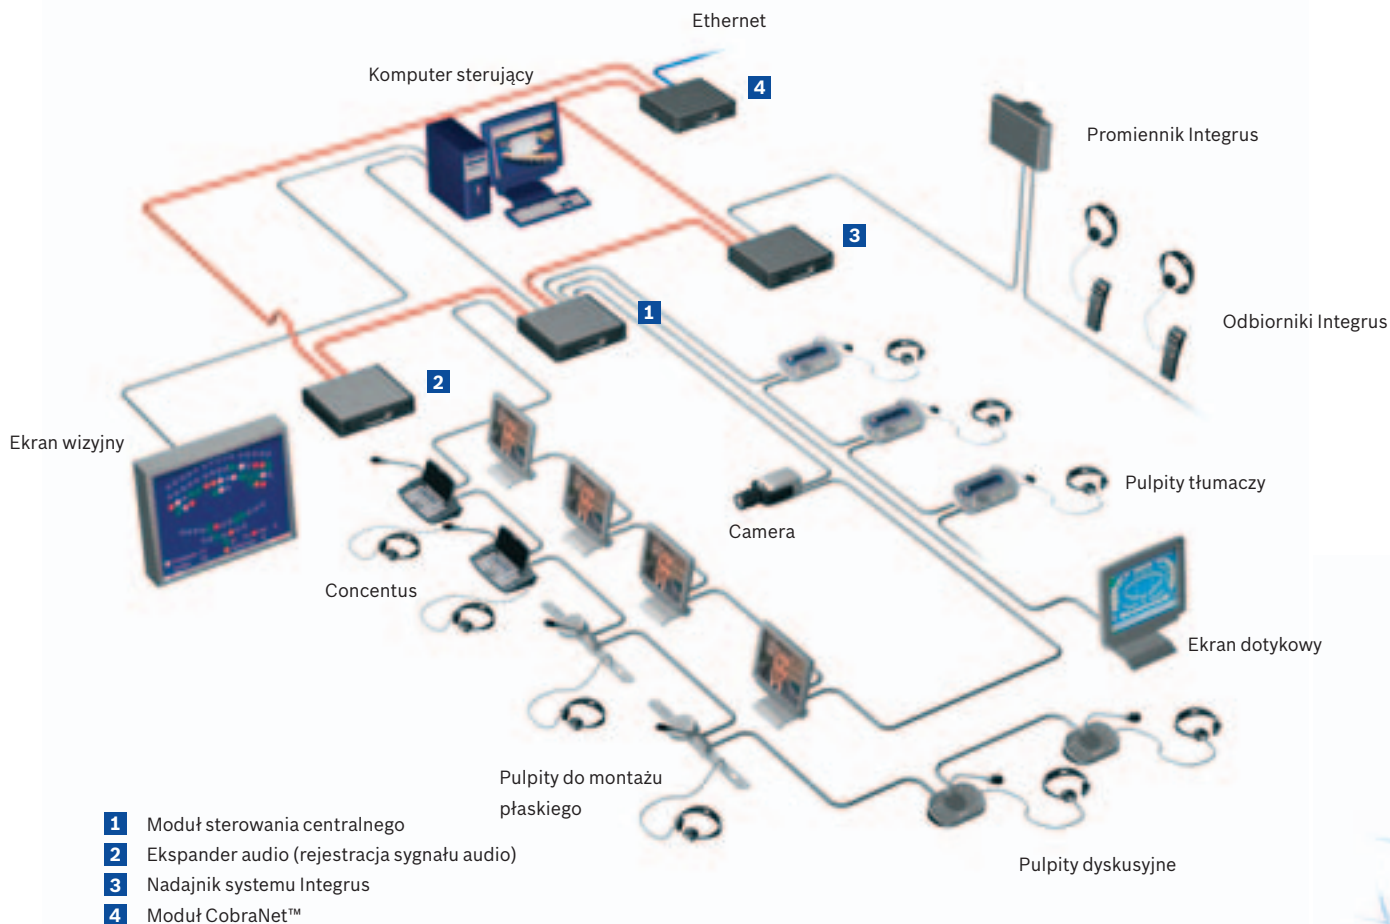 Ethernet
Komputer sterujący
4
Promiennik Integrus
3
Odbiorniki Integrus
1
2
Ekran wizyjny
Pulpity tłumaczy
Camera
Concentus
Ekran dotykowy
Pulpity do montażu
płaskiego
Pulpity dyskusyjne
1 Moduł sterowania centralnego
2 Ekspander audio (rejestracja sygnału audio)
3 Nadajnik systemu Integrus
4 Moduł CobraNet™